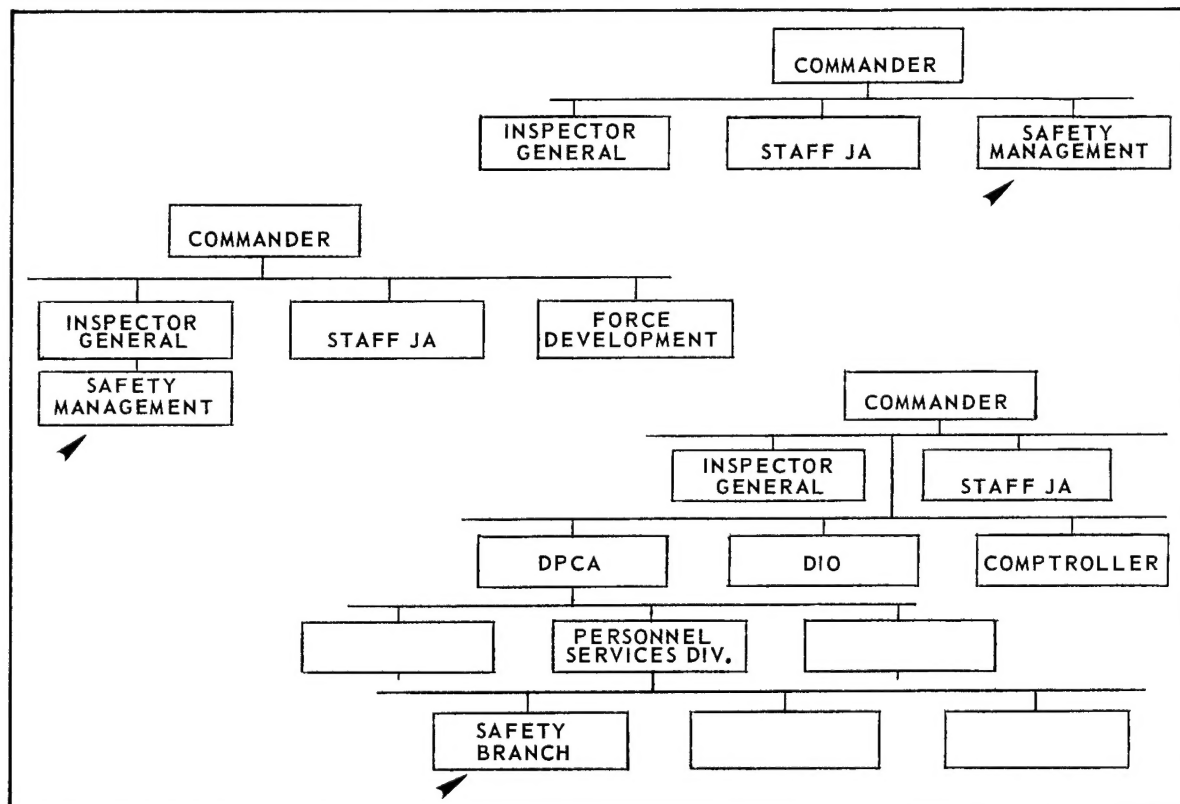 COMMANDER
INSPECTOR
GENERAL
STAFF JA
SAFETY
MANAGEMENT
COMMANDER
INSPECTOR
GENERAL
STAFF JA
FORCE
DEVELOPMENT
SAFETY
MANAGEMENT
COMMANDER
INSPECTOR
GENERAL
STAFF JA
DPCA
DIO
COMPTROLLER
PERSONNEL
SERVICES DIV.
SAFETY
BRANCH